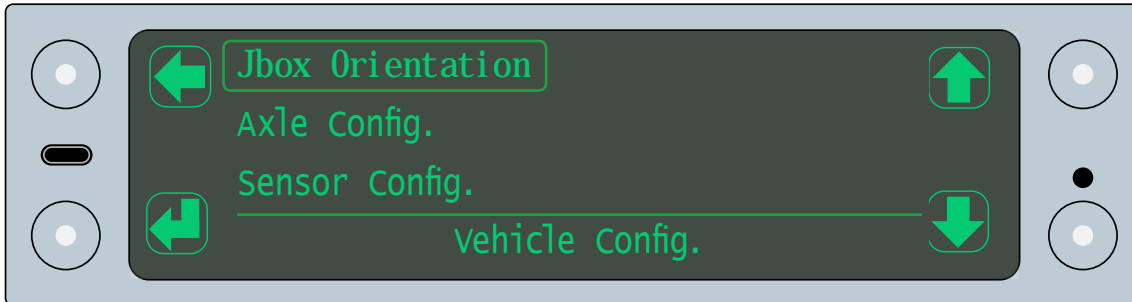 Jbox Orientation
Axle Config.
Sensor Config.
Vehicle Config.